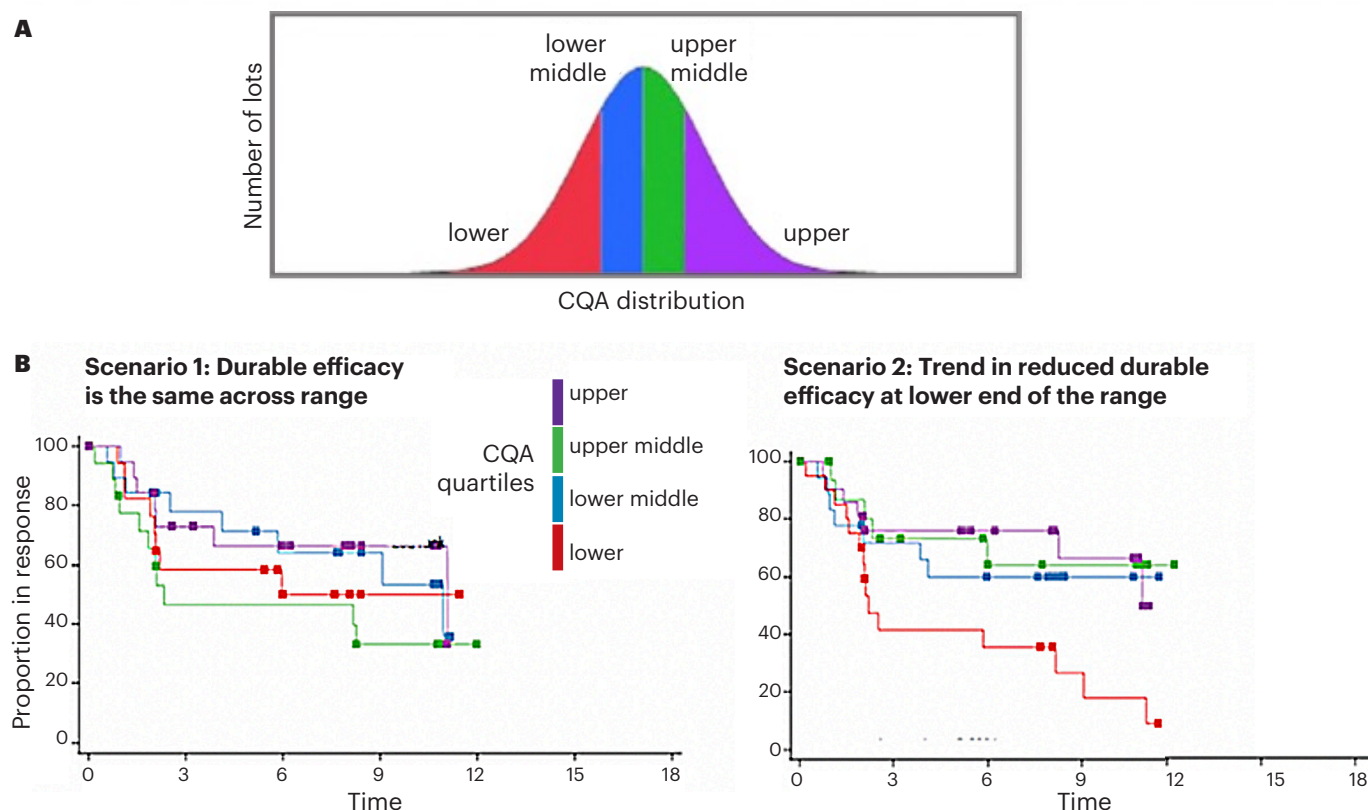 A
lower
middle
upper
middle
Number of lots
lower
upper
CQA distribution
B
Scenario 1: Durable efficacy
is the same across range
CQA
quartiles
upper
upper middle
lower middle
lower
Scenario 2: Trend in reduced durable
efficacy at lower end of the range
Proportion in response
100
80
60
40
20
0
0 3 6 9 12 15 18
Time
100
80
60
40
20
0
0 3 6 9 12 15 18
Time